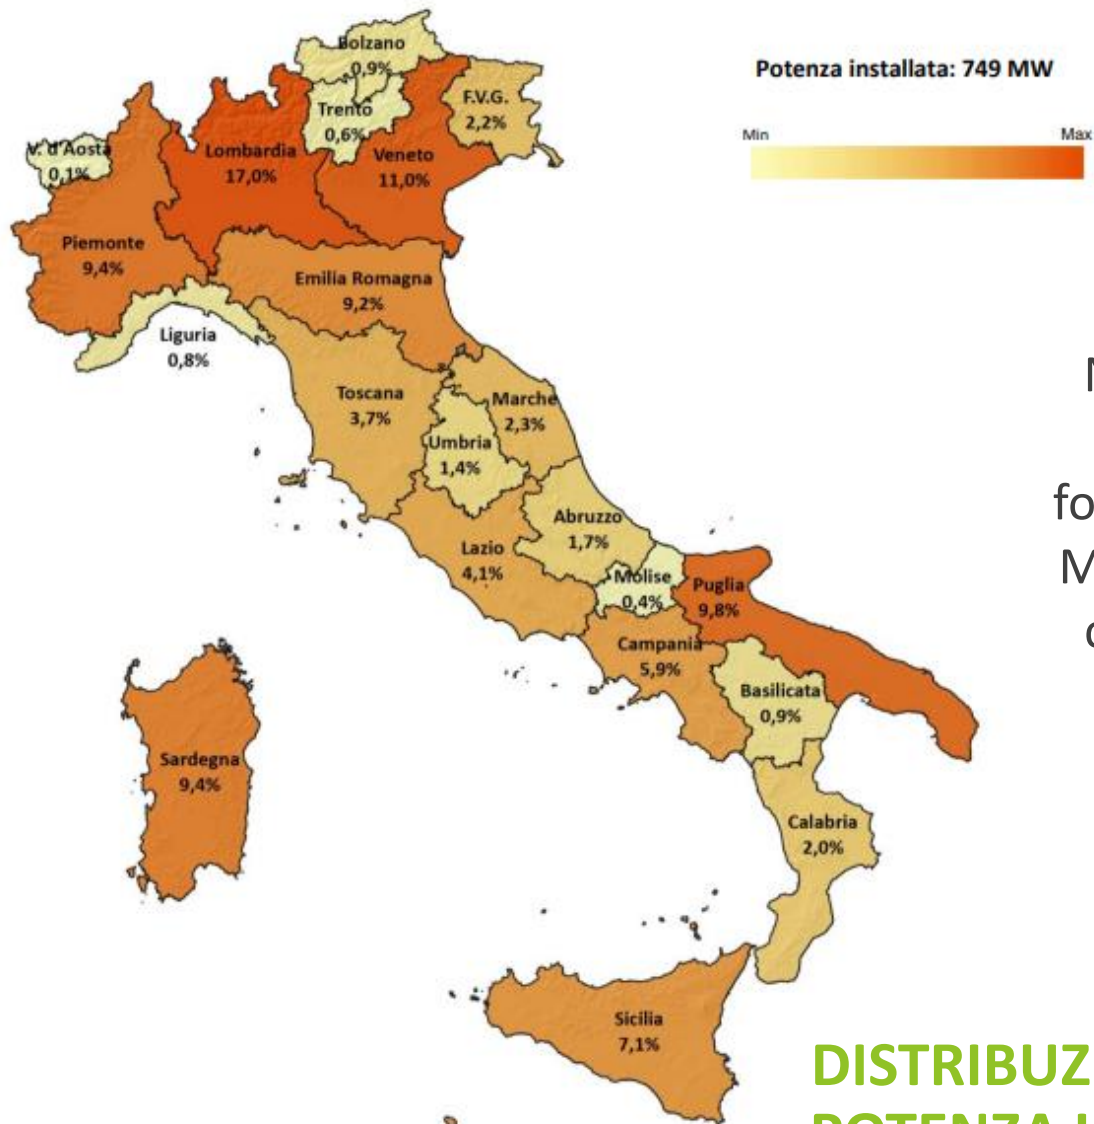 Potenza installata: 749 MW
Min
Max
Bolzano
0,9%
Trento
0,6%
F.V.G.
2,2%
V. d'Aosta
0,1%
Lombardia
17,0%
Veneto
11,0%
Piemonte
9,4%
Emilia Romagna
9,2%
Liguria
0,8%
Toscana
3,7%
Marche
2,3%
Umbria
1,4%
Abruzzo
1,7%
Lazio
4,1%
Molise
0,4%
Puglia
9,8%
Campania
5,9%
Basilicata
0,9%
Sardegna
9,4%
Calabria
2,0%
Sicilia
7,1%
fo
M
DISTRIBUZ